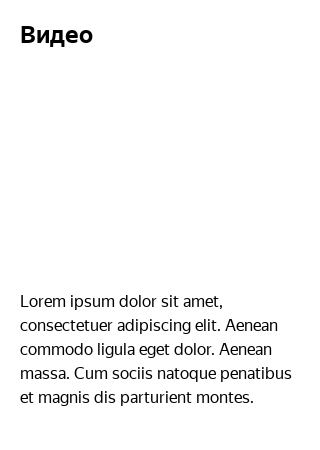 Видео
Lorem ipsum dolor sit amet,
consectetuer adipiscing elit. Aenean
commodo ligula eget dolor. Aenean
massa. Cum sociis natoque penatibus
et magnis dis parturient montes.